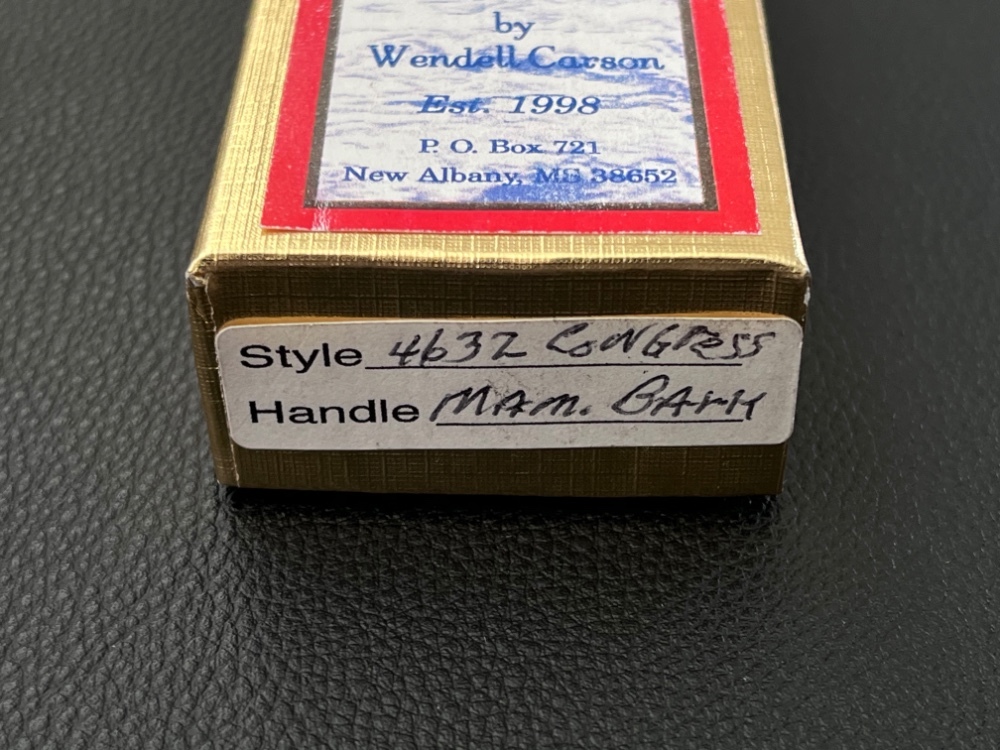 by
Wendell Carson
Est. 1998
P. O. Box 721
New Albany, MS 38652
Style 4632 CONGRESS
Handle MAM. BARK